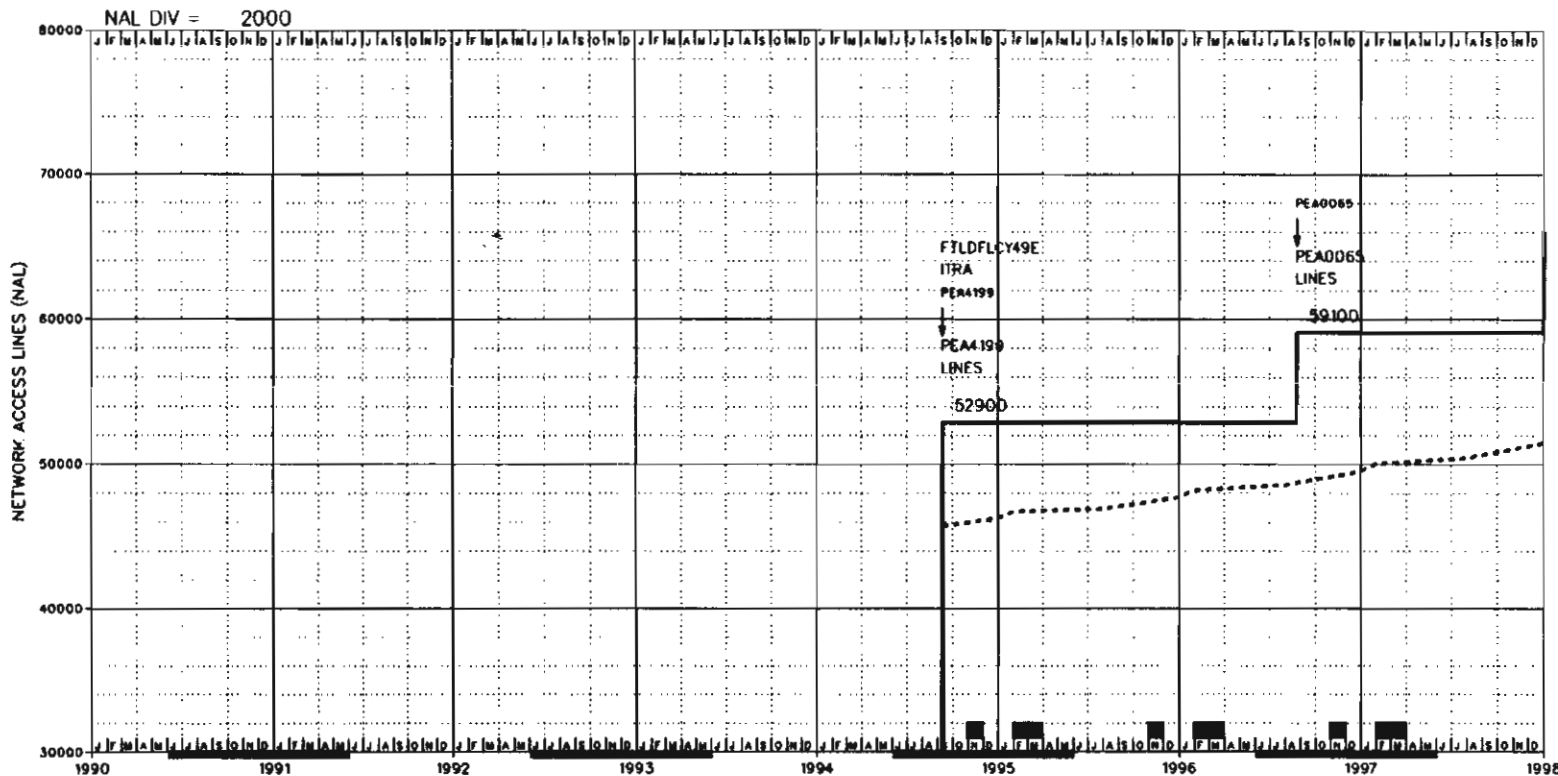 NAL DIV = 2000
80000
J F M A M J J A S O N D J F M A M J J A S O N D J F M A M J J A S O N D J F M A M J J A S O N D J F M A M J J A S O N D J F M A M J J A S O N D J F M A M J J A S O N D J F M A M J J A S O N D
70000
PEA0065
FTLDFLCY49E
ITRA
PEA0065
LINES
PEA4199
NETWORK ACCESS LINES (NAL)
60000
59100
PEA4199
LINES
52900
50000
40000
30000
J F M A M J J A S O N D J F M A M J J A S O N D J F M A M J J A S O N D J F M A M J J A S O N D J F M A M J J A S O N D J F M A M J J A S O N D J F M A M J J A S O N D J F M A M J J A S O N D
1990 1991 1992 1993 1994 1995 1996 1997 1998